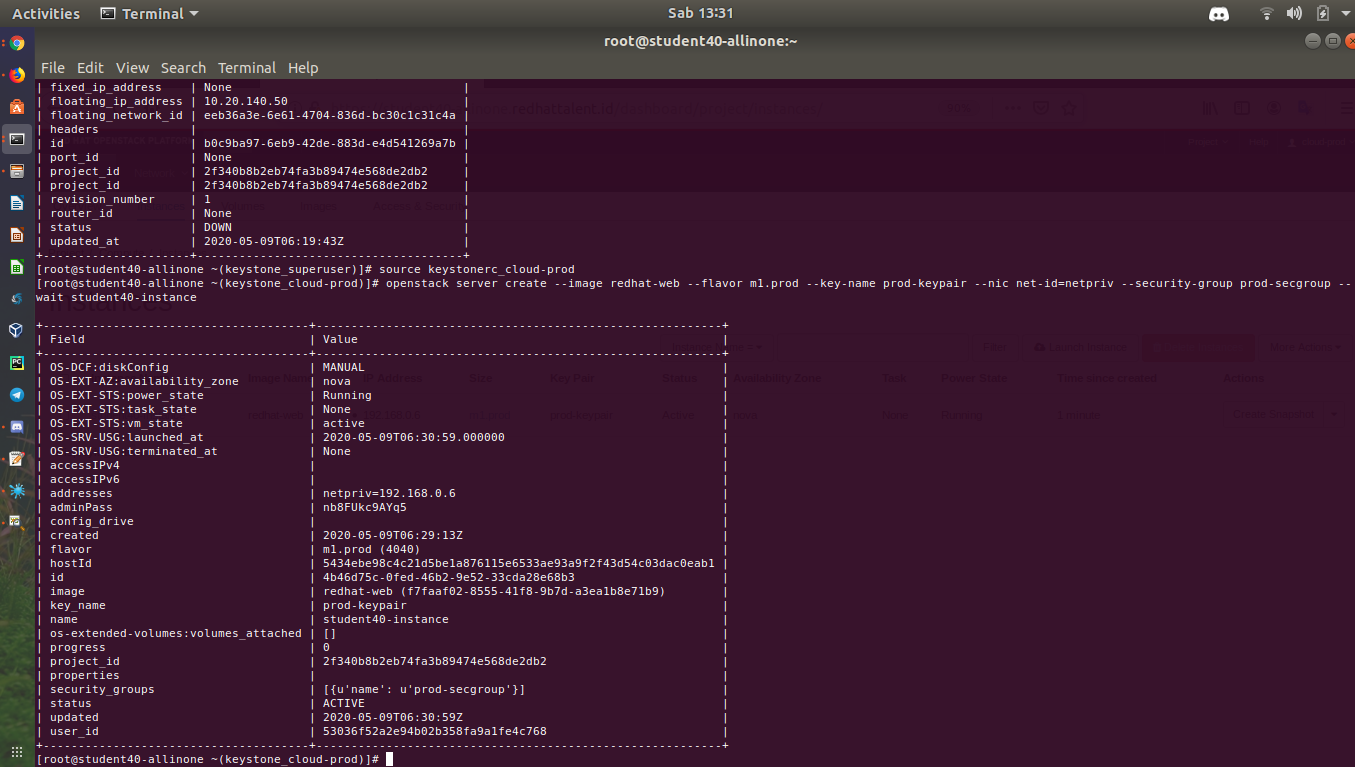 Activities Terminal Sab 13:31
root@student40-allinone:~
File Edit View Search Terminal Help
| fixed_ip_address | None |
| floating_ip_address | 10.20.140.50 |
| floating_network_id | eeb36a3e-6e61-4704-836d-bc30c1c31c4a |
| headers | |
| id | b0c9ba97-6eb9-42de-883d-e4d541269a7b |
| port_id | None |
| project_id | 2f340b8b2eb74fa3b89474e568de2db2 |
| project_id | 2f340b8b2eb74fa3b89474e568de2db2 |
| revision_number | 1 |
| router_id | None |
| status | DOWN |
| updated_at | 2020-05-09T06:19:43Z |
+---------------------+--------------------------------------+
[root@student40-allinone ~(keystone_superuser)]# source keystonerc_cloud-prod
[root@student40-allinone ~(keystone_cloud-prod)]# openstack server create --image redhat-web --flavor m1.prod --key-name prod-keypair --nic net-id=netpriv --security-group prod-secgroup --
wait student40-instance
+--------------------------------------+----------------------------------------------------------+
| Field | Value |
+--------------------------------------+----------------------------------------------------------+
| OS-DCF:diskConfig | MANUAL |
| OS-EXT-AZ:availability_zone | nova |
| OS-EXT-STS:power_state | Running |
| OS-EXT-STS:task_state | None |
| OS-EXT-STS:vm_state | active |
| OS-SRV-USG:launched_at | 2020-05-09T06:30:59.000000 |
| OS-SRV-USG:terminated_at | None |
| accessIPv4 | |
| accessIPv6 | |
| addresses | netpriv=192.168.0.6 |
| adminPass | nb8FUkc9AYq5 |
| config_drive | |
| created | 2020-05-09T06:29:13Z |
| flavor | m1.prod (4040) |
| hostId | 5434ebe98c4c21d5be1a876115e6533ae93a9f2f43d54c03dac0eab1 |
| id | 4b46d75c-0fed-46b2-9e52-33cda28e68b3 |
| image | redhat-web (f7faaf02-8555-41f8-9b7d-a3ea1b8e71b9) |
| key_name | prod-keypair |
| name | student40-instance |
| os-extended-volumes:volumes_attached | [] |
| progress | 0 |
| project_id | 2f340b8b2eb74fa3b89474e568de2db2 |
| properties | |
| security_groups | [{u'name': u'prod-secgroup'}] |
| status | ACTIVE |
| updated | 2020-05-09T06:30:59Z |
| user_id | 53036f52a2e94b02b358fa9a1fe4c768 |
+--------------------------------------+----------------------------------------------------------+
[root@student40-allinone ~(keystone_cloud-prod)]#